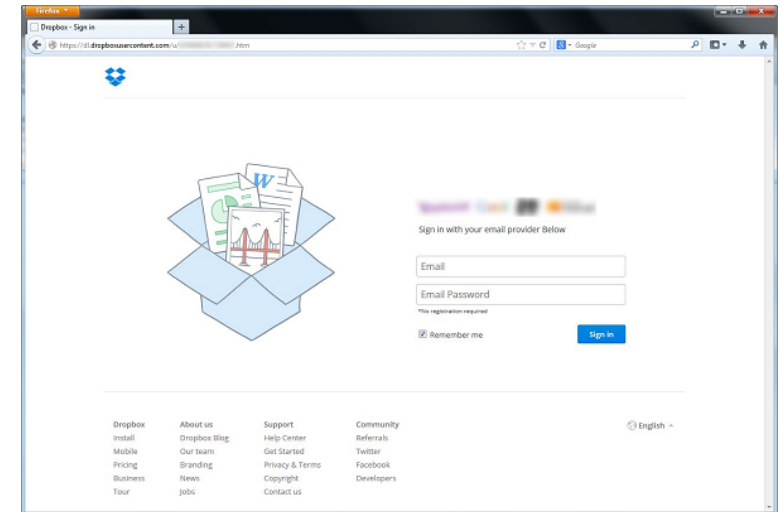 Firefox
Dropbox - Sign in
https://dl.dropboxusercontent.com/u/ .htm
Google
W
Sign in with your email provider Below
Email
Email Password
*No registration required
Remember me
Sign in
Dropbox About us Support Community English
Install Dropbox Blog Help Center Referrals
Mobile Our team Get Started Twitter
Pricing Branding Privacy & Terms Facebook
Business News Copyright Developers
Tour Jobs Contact us